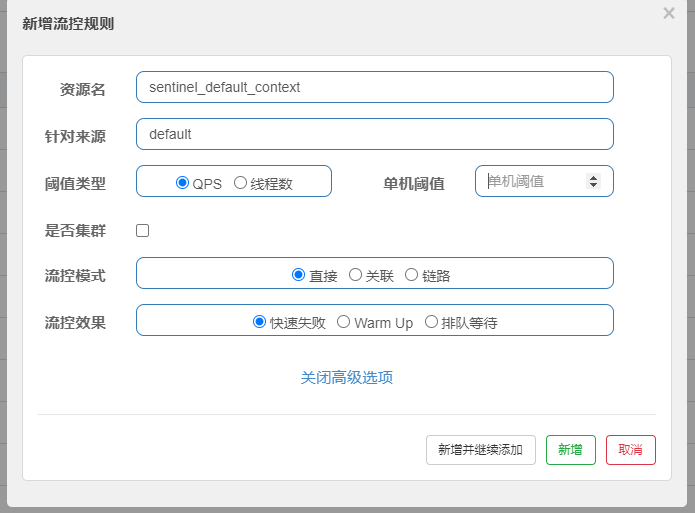 新增流控规则
×
资源名 sentinel_default_context
针对来源 default
阈值类型 QPS 线程数 单机阈值 单机阈值
是否集群
流控模式 直接 关联 链路
流控效果 快速失败 Warm Up 排队等待
关闭高级选项
新增并继续添加 新增 取消